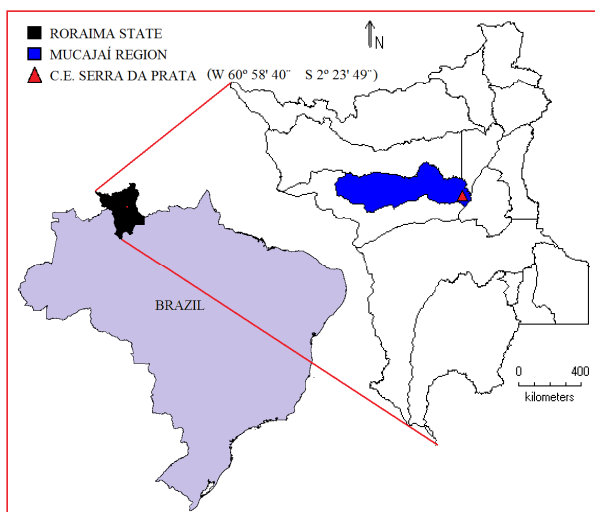 RORAIMA STATE
MUCAJAÍ REGION
C.E. SERRA DA PRATA (W 60º 58' 40¨ S 2º 23' 49¨)
N
BRAZIL
0 400
kilometers